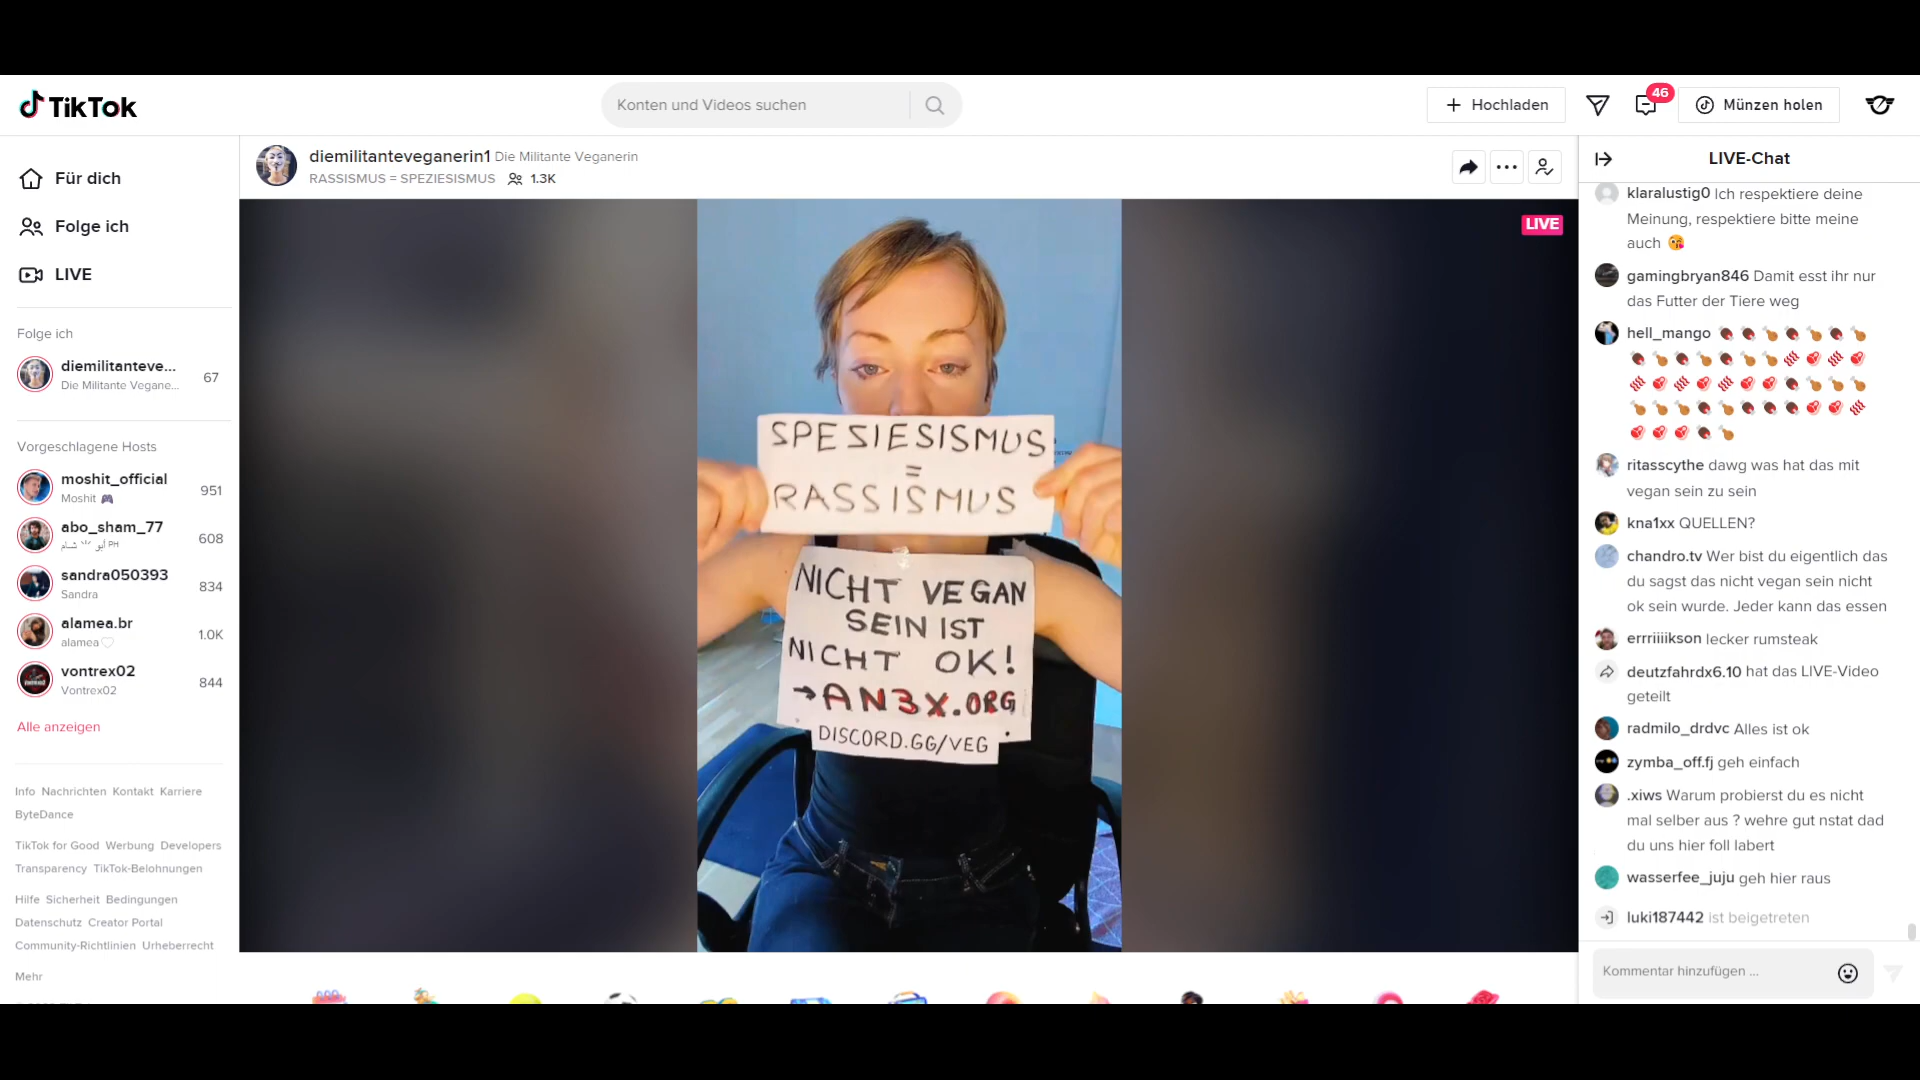 TikTok
Konten und Videos suchen
Hochladen
46
Münzen holen
Für dich
Folge ich
LIVE
Folge ich
diemilitanteve...
Die Militante Vegane...
67
Vorgeschlagene Hosts
moshit_official
Moshit
951
abo_sham_77
608
sandra050393
Sandra
834
alamea.br
alamea
1.0K
vontrex02
Vontrex02
844
Alle anzeigen
Info Nachrichten Kontakt Karriere
ByteDance
TikTok for Good Werbung Developers
Transparency TikTok-Belohnungen
Hilfe Sicherheit Bedingungen
Datenschutz Creator Portal
Community-Richtlinien Urheberrecht
Mehr
diemilitanteveganerin1 Die Militante Veganerin
RASSISMUS = SPEZIESISMUS 1.3K
LIVE
SPEZIESISMUS
=
RASSISMUS
NICHT VEGAN
SEIN IST
NICHT OK!
→AN3X.ORG
DISCORD.GG/VEG
LIVE-Chat
klaralustig0 Ich respektiere deine
Meinung, respektiere bitte meine
auch 😘
gamingbryan846 Damit esst ihr nur
das Futter der Tiere weg
hell_mango
ritasscythe dawg was hat das mit
vegan sein zu sein
kna1xx QUELLEN?
chandro.tv Wer bist du eigentlich das
du sagst das nicht vegan sein nicht
ok sein wurde. Jeder kann das essen
errriiiikson lecker rumsteak
deutzfahrdx6.10 hat das LIVE-Video
geteilt
radmilo_drdvc Alles ist ok
zymba_off.fj geh einfach
.xiws Warum probierst du es nicht
mal selber aus ? wehre gut nstat dad
du uns hier foll labert
wasserfee_juju geh hier raus
luki187442 ist beigetreten
Kommentar hinzufügen ...